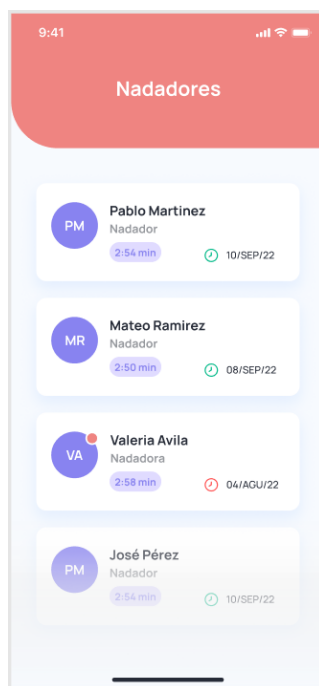 9:41
Nadadores
PM
Pablo Martinez
Nadador
2:54 min
10/SEP/22
MR
Mateo Ramirez
Nadador
2:50 min
08/SEP/22
VA
Valeria Avila
Nadadora
2:58 min
04/AGU/22
PM
José Pérez
Nadador
2:54 min
10/SEP/22